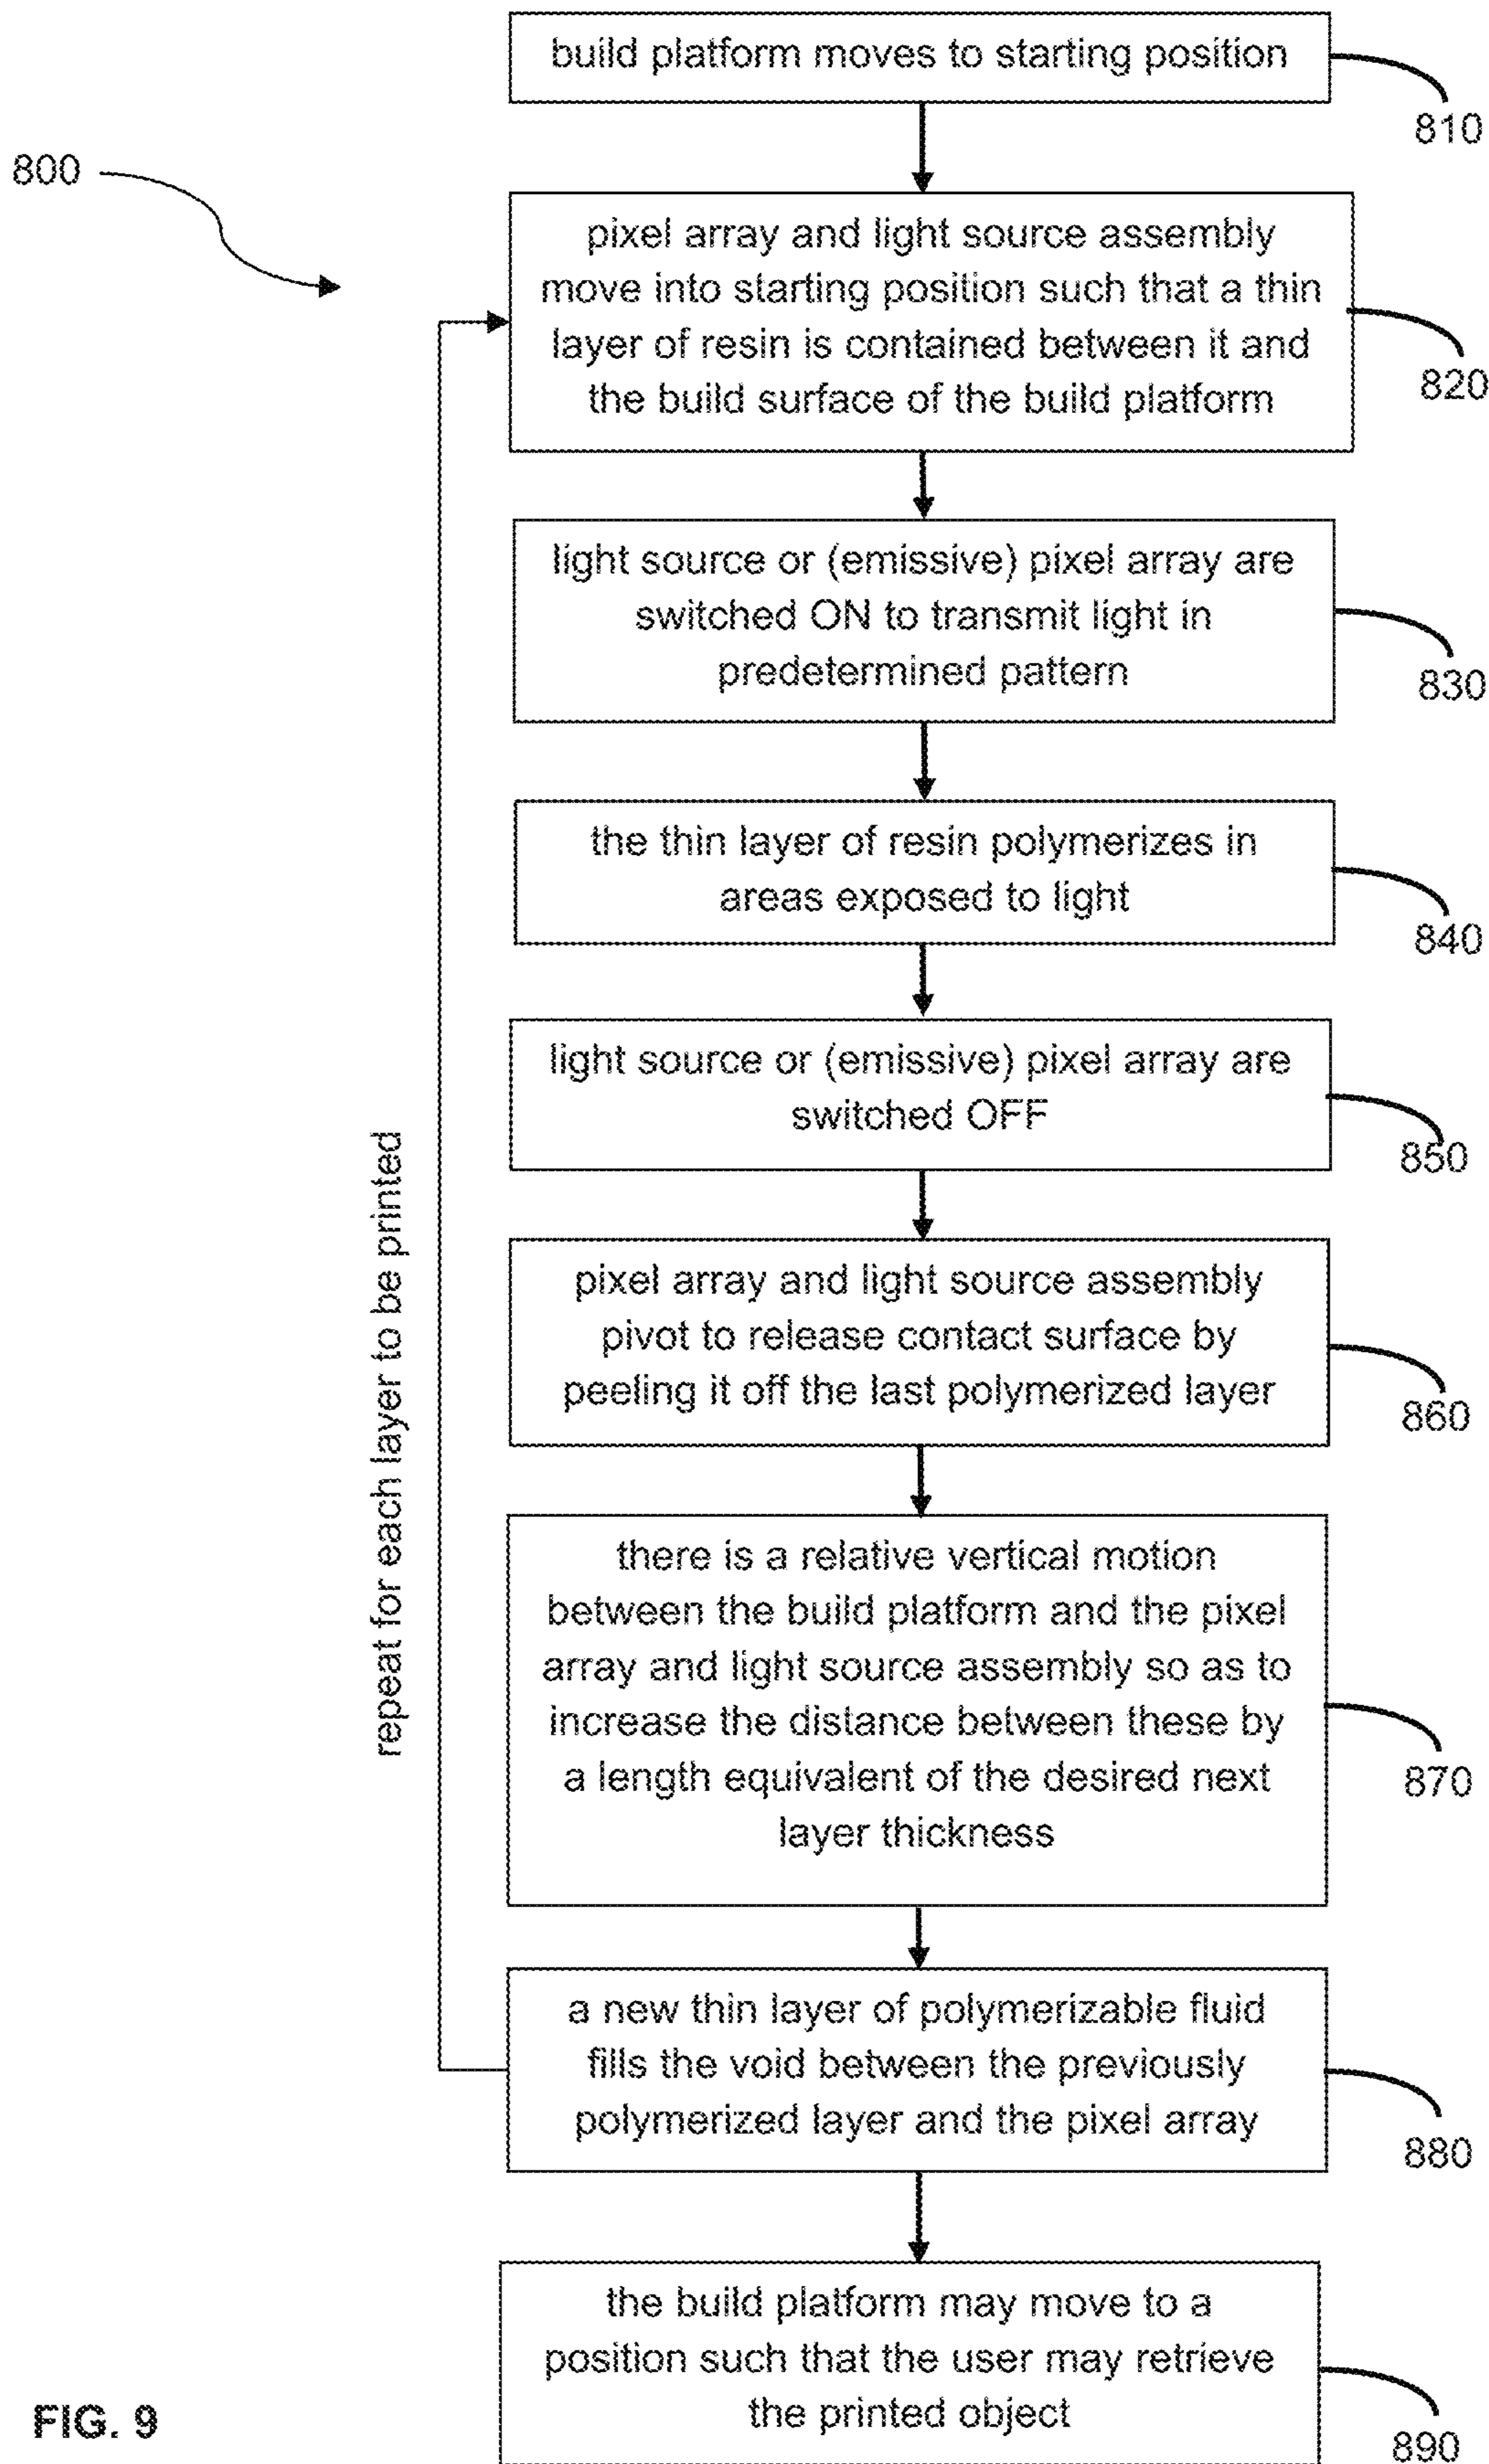 build platform moves to starting position
810
800
pixel array and light source assembly
move into starting position such that a thin
layer of resin is contained between it and
the build surface of the build platform
820
light source or (emissive) pixel array are
switched ON to transmit light in
predetermined pattern
830
the thin layer of resin polymerizes in
areas exposed to light
840
light source or (emissive) pixel array are
switched OFF
850
repeat for each layer to be printed
pixel array and light source assembly
pivot to release contact surface by
peeling it off the last polymerized layer
860
there is a relative vertical motion
between the build platform and the pixel
array and light source assembly so as to
increase the distance between these by
a length equivalent of the desired next
layer thickness
870
a new thin layer of polymerizable fluid
fills the void between the previously
polymerized layer and the pixel array
880
the build platform may move to a
position such that the user may retrieve
the printed object
890
FIG. 9